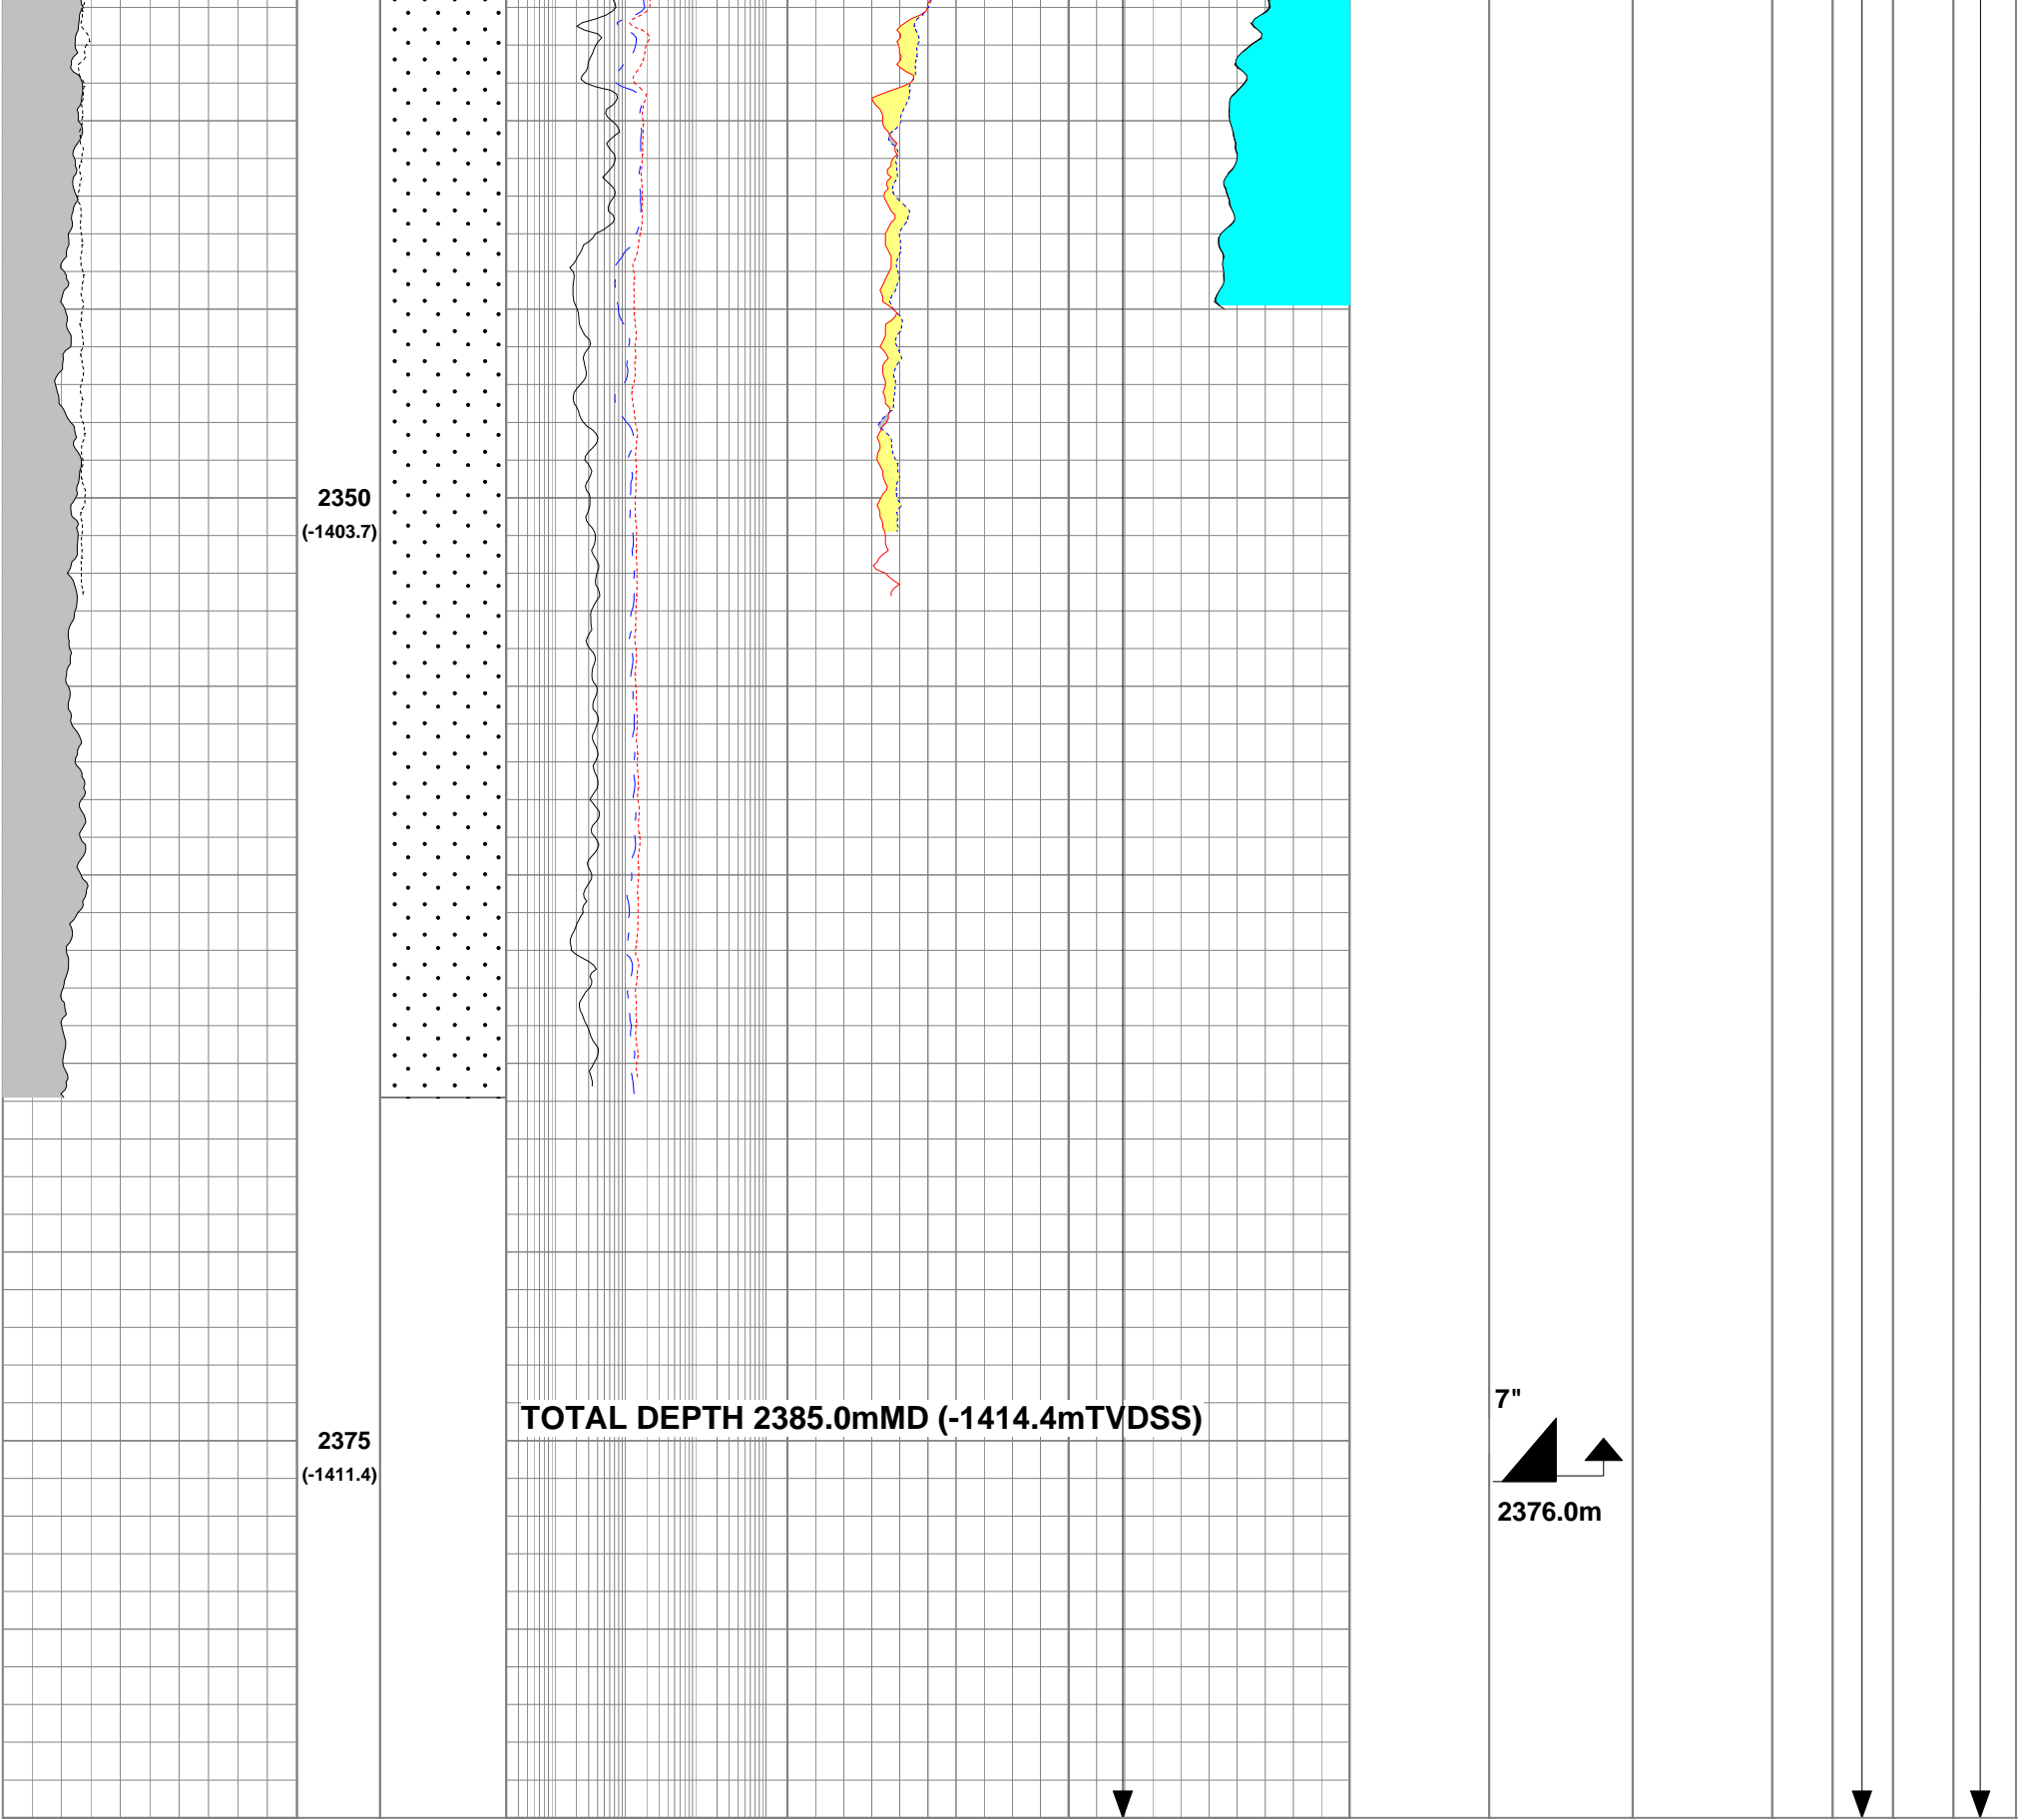 2350
(-1403.7)
7"
TOTAL DEPTH 2385.0mMD (-1414.4mTVDSS)
2375
(-1411.4)
2376.0m